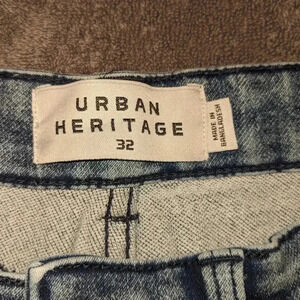 URBAN
HERITAGE
32
MADE IN
BANGLADESH